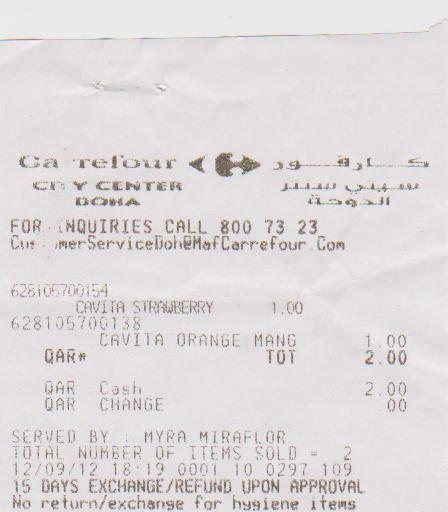 Carrefour كارفور
CITY CENTER سيتي سنتر
DOHA الدوحة
FOR INQUIRIES CALL 800 73 23
CustomerServiceDoh@MafCarrefour.Com
628105700154
CAVITA STRAWBERRY 1.00
628105700138
CAVITA ORANGE MANG 1.00
QAR* TOT 2.00
QAR Cash 2.00
QAR CHANGE .00
SERVED BY : MYRA MIRAFLOR
TOTAL NUMBER OF ITEMS SOLD = 2
12/09/12 18:19 0001 10 0297 109
15 DAYS EXCHANGE/REFUND UPON APPROVAL
No return/exchange for hygiene items